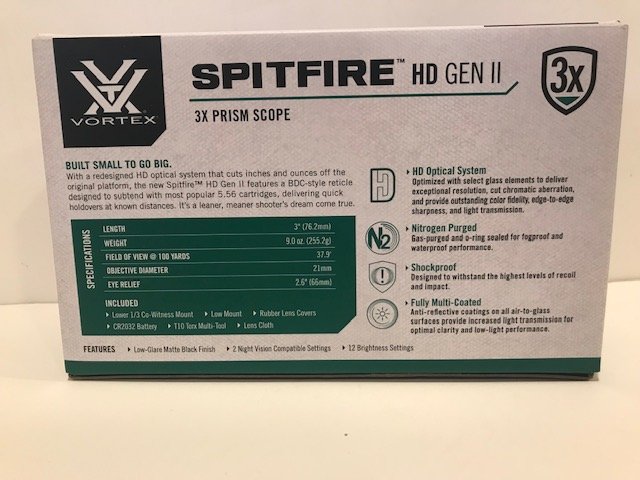 VORTEX
SPITFIRE™ HD GEN II
3X
3X PRISM SCOPE
BUILT SMALL TO GO BIG.
With a redesigned HD optical system that cuts inches and ounces off the
original platform, the new Spitfire™ HD Gen II features a BDC-style reticle
designed to subtend with most popular 5.56 cartridges, delivering quick
holdovers at known distances. It's a leaner, meaner shooter's dream come true.
SPECIFICATIONS
LENGTH 3" (76.2mm)
WEIGHT 9.0 oz. (255.2g)
FIELD OF VIEW @ 100 YARDS 37.9'
OBJECTIVE DIAMETER 21mm
EYE RELIEF 2.6" (66mm)
INCLUDED
Lower 1/3 Co-Witness Mount Low Mount Rubber Lens Covers
CR2032 Battery T10 Torx Multi-Tool Lens Cloth
HD
HD Optical System
Optimized with select glass elements to deliver
exceptional resolution, cut chromatic aberration,
and provide outstanding color fidelity, edge-to-edge
sharpness, and light transmission.
N2
Nitrogen Purged
Gas-purged and o-ring sealed for fogproof and
waterproof performance.
Shockproof
Designed to withstand the highest levels of recoil
and impact.
Fully Multi-Coated
Anti-reflective coatings on all air-to-glass
surfaces provide increased light transmission for
optimal clarity and low-light performance.
FEATURES Low-Glare Matte Black Finish 2 Night Vision Compatible Settings 12 Brightness Settings